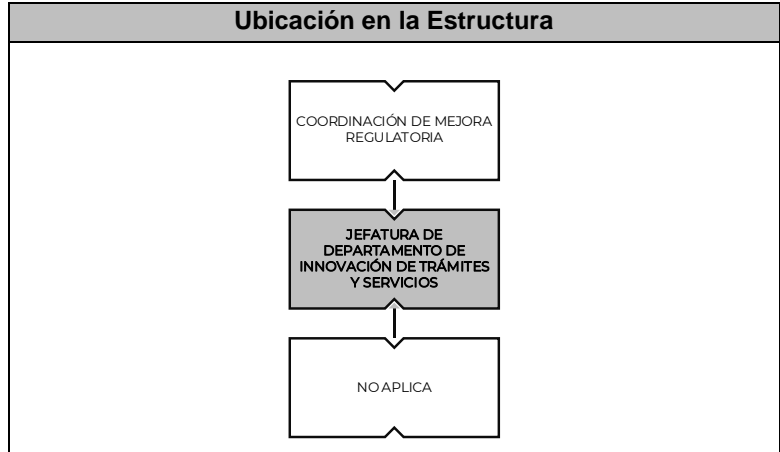 Ubicación en la Estructura
COORDINACIÓN DE MEJORA
REGULATORIA
JEFATURA DE
DEPARTAMENTO DE
INNOVACIÓN DE TRÁMITES
Y SERVICIOS
NO APLICA